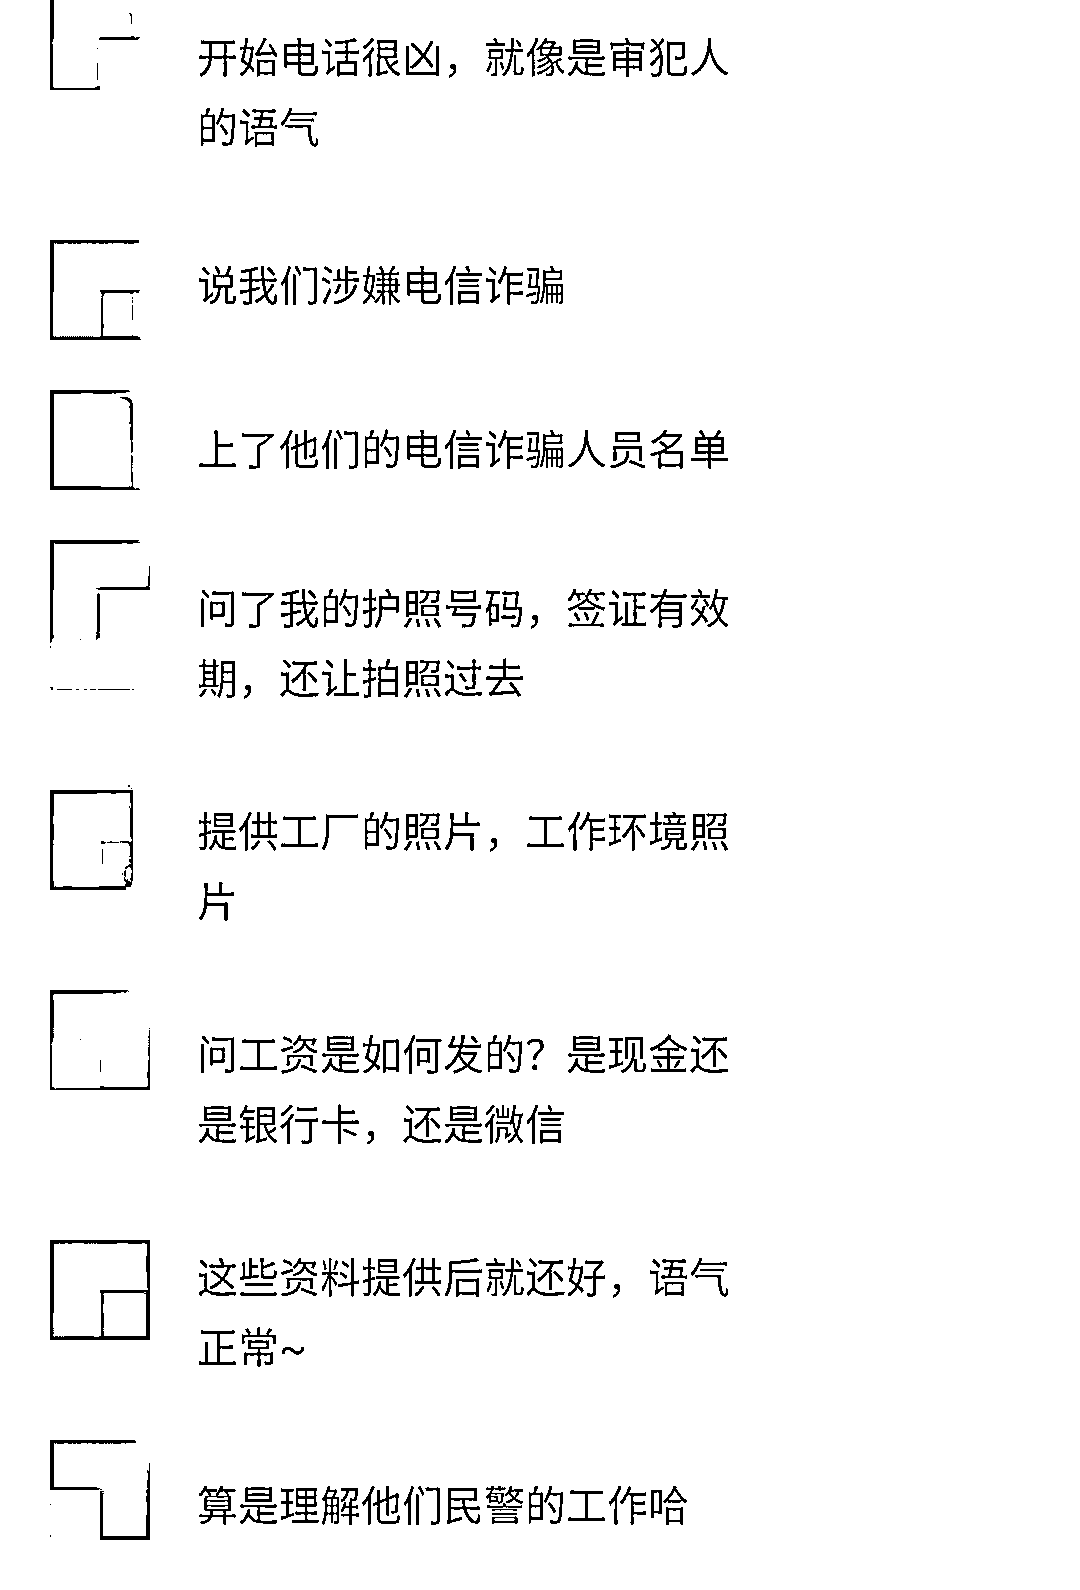 开始电话很凶，就像是审犯人
的语气
说我们涉嫌电信诈骗
上了他们的电信诈骗人员名单
问了我的护照号码，签证有效
期，还让拍照过去
提供工厂的照片，工作环境照
片
问工资是如何发的？是现金还
是银行卡，还是微信
这些资料提供后就还好，语气
正常~
算是理解他们民警的工作哈